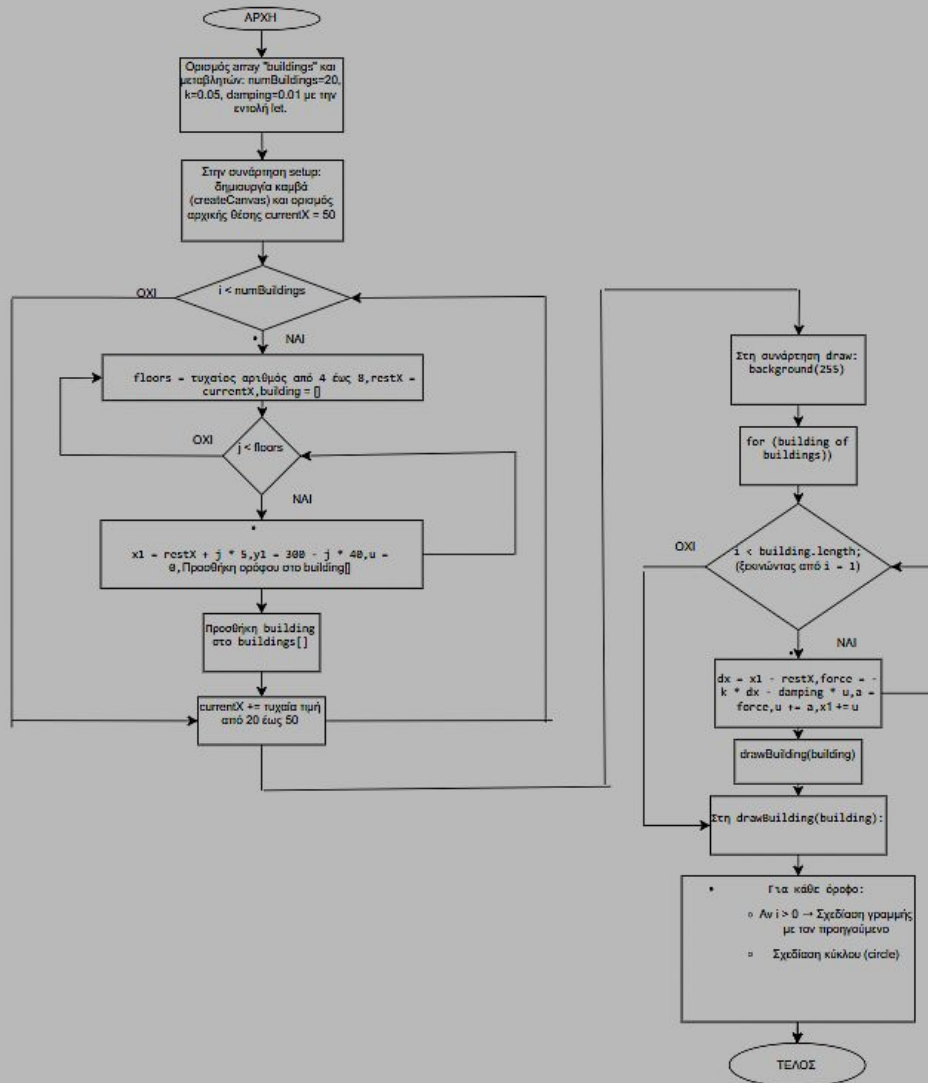 ΑΡΧΗ
Ορισμός array "buildings" και
μεταβλητών: numBuildings=20,
k=0.05, damping=0.01 με την
εντολή let.
Στην συνάρτηση setup:
δημιουργία καμβά
(createCanvas) και ορισμός
αρχικής θέσης currentX = 50
i < numBuildings
ΟΧΙ
ΝΑΙ
floors = τυχαίος αριθμός από 4 έως 8,restX =
currentX,building = []
j < floors
ΟΧΙ
ΝΑΙ
x1 = restX + j * 5,y1 = 300 - j * 40,u =
0,Προσθήκη ορόφου στο building[]
Προσθήκη building
στο buildings[]
currentX += τυχαία τιμή
από 20 έως 50
Στη συνάρτηση draw:
background(255)
for (building of
buildings))
i < building.length;
(ξεκινώντας από i = 1)
ΟΧΙ
ΝΑΙ
dx = x1 - restX,force = -
k * dx - damping * u,a =
force,u += a,x1 += u
drawBuilding(building)
Στη drawBuilding(building):
• Για κάθε όροφο:
○ Αν i > 0 → Σχεδίαση γραμμής
με τον προηγούμενο
○ Σχεδίαση κύκλου (circle)
ΤΕΛΟΣ